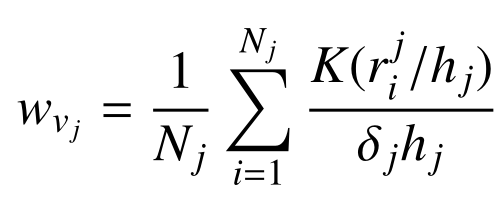 $w_{v_j} = \frac{1}{N_j} \sum_{i=1}^{N_j} \frac{K(r_i^j / h_j)}{\delta_j h_j}$